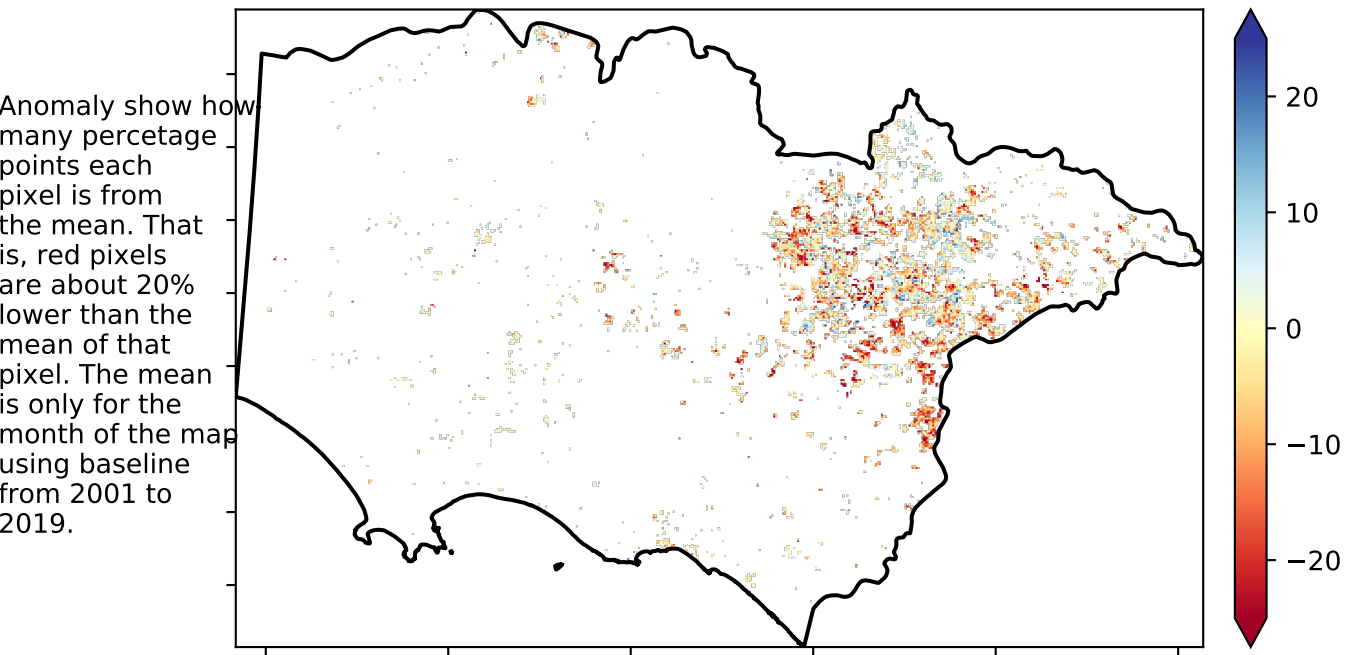 Anomaly show how
many percetage
points each
pixel is from
the mean. That
is, red pixels
are about 20%
lower than the
mean of that
pixel. The mean
is only for the
month of the map
using baseline
from 2001 to
2019.
20
10
0
−10
−20